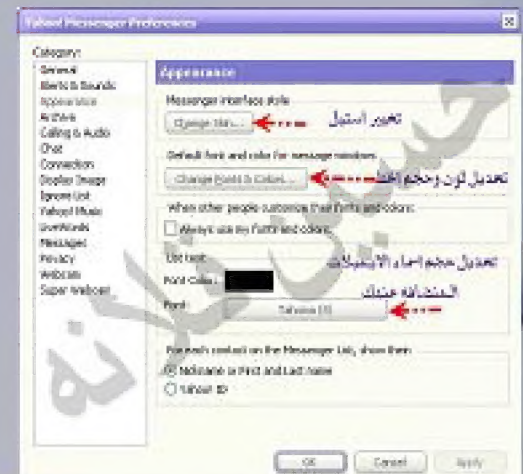 Yahoo! Messenger Preferences
Category:
General
Alerts & Sounds
Appearance
Archive
Calling & Audio
Chat
Connection
Display Image
Ignore List
Yahoo! Music
LiveWords
Messages
Privacy
Webcam
Super Webcam
Appearance
Messenger interface style
Change Skin...
تغيير استيل
Default font and color for message windows
Change Fonts & Colors...
تعديل لون وحجم الخط
When other people customize their fonts and colors:
Always use my fonts and colors
List text
تعديل حجم اسماء الايميلات
Font Color:
المنضافه عندك
Font:
Tahoma
For each contact on the Messenger List, show their
Nickname or First and Last name
Yahoo! ID
OK
Cancel
Apply
حسين